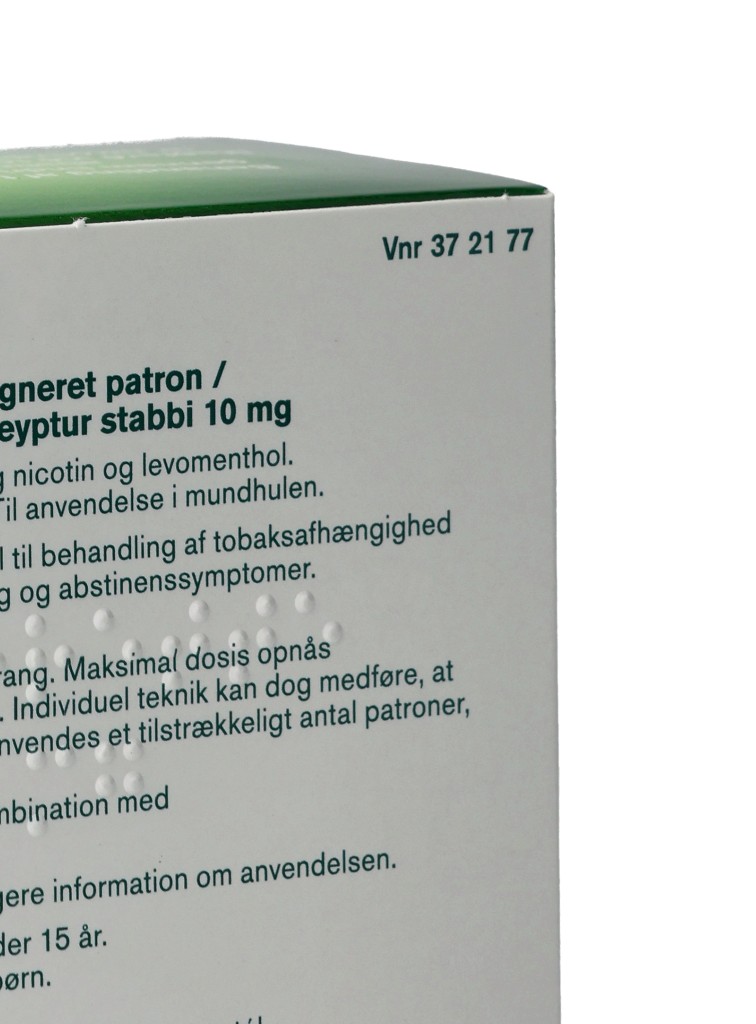 Vnr 37 21 77
gneret patron /
eyptur stabbi 10 mg
g nicotin og levomenthol.
Til anvendelse i mundhulen.
l til behandling af tobaksafhængighed
g og abstinenssymptomer.
rang. Maksimal dosis opnås
. Individuel teknik kan dog medføre, at
nvendes et tilstrækkeligt antal patroner,
mbination med
gere information om anvendelsen.
der 15 år.
børn.